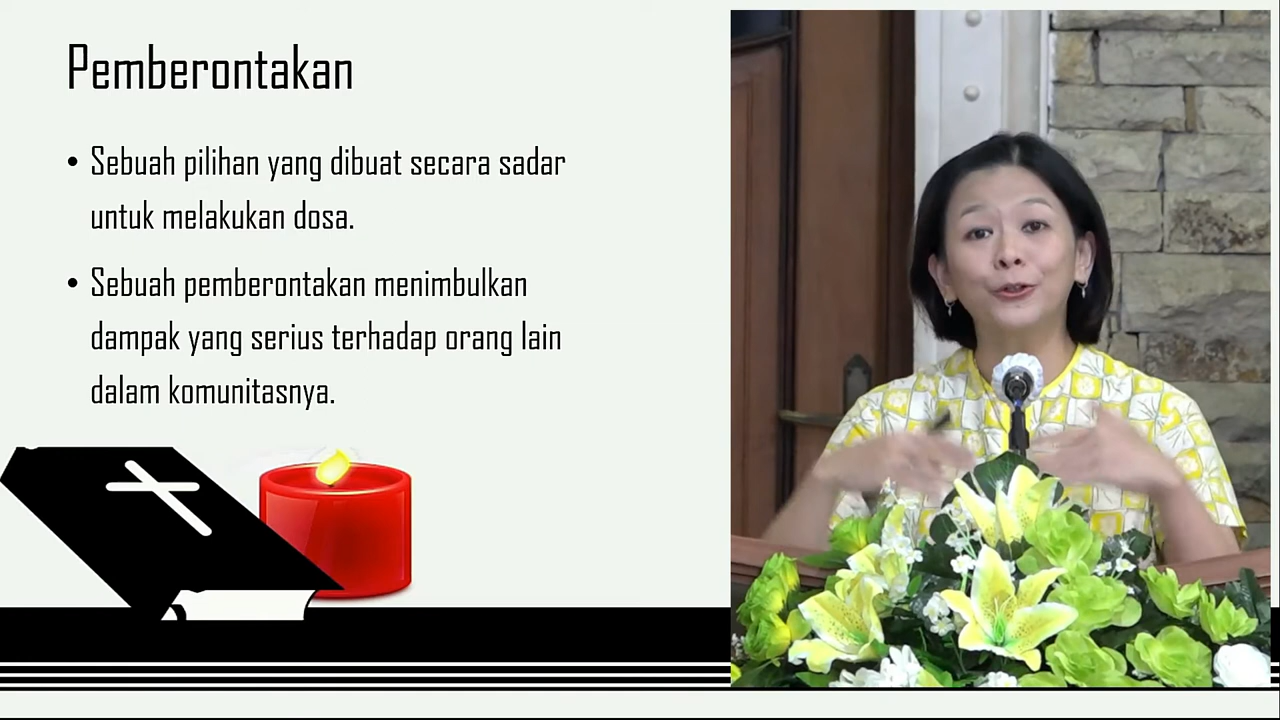 Pemberontakan
• Sebuah pilihan yang dibuat secara sadar
untuk melakukan dosa.
• Sebuah pemberontakan menimbulkan
dampak yang serius terhadap orang lain
dalam komunitasnya.